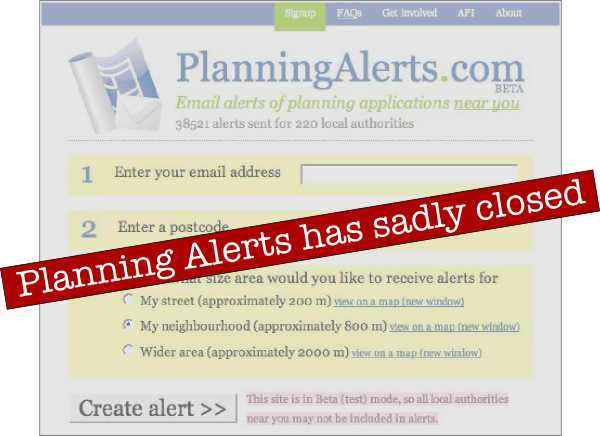 Signup FAQs Get involved API About
PlanningAlerts.com
BETA
Email alerts of planning applications near you
38521 alerts sent for 220 local authorities
1 Enter your email address
2 Enter a postcode
Planning Alerts has sadly closed
size area would you like to receive alerts for
My street (approximately 200 m) view on a map (new window)
My neighbourhood (approximately 800 m) view on a map (new window)
Wider area (approximately 2000 m) view on a map (new window)
Create alert >>
This site is in Beta (test) mode, so all local authorities
near you may not be included in alerts.